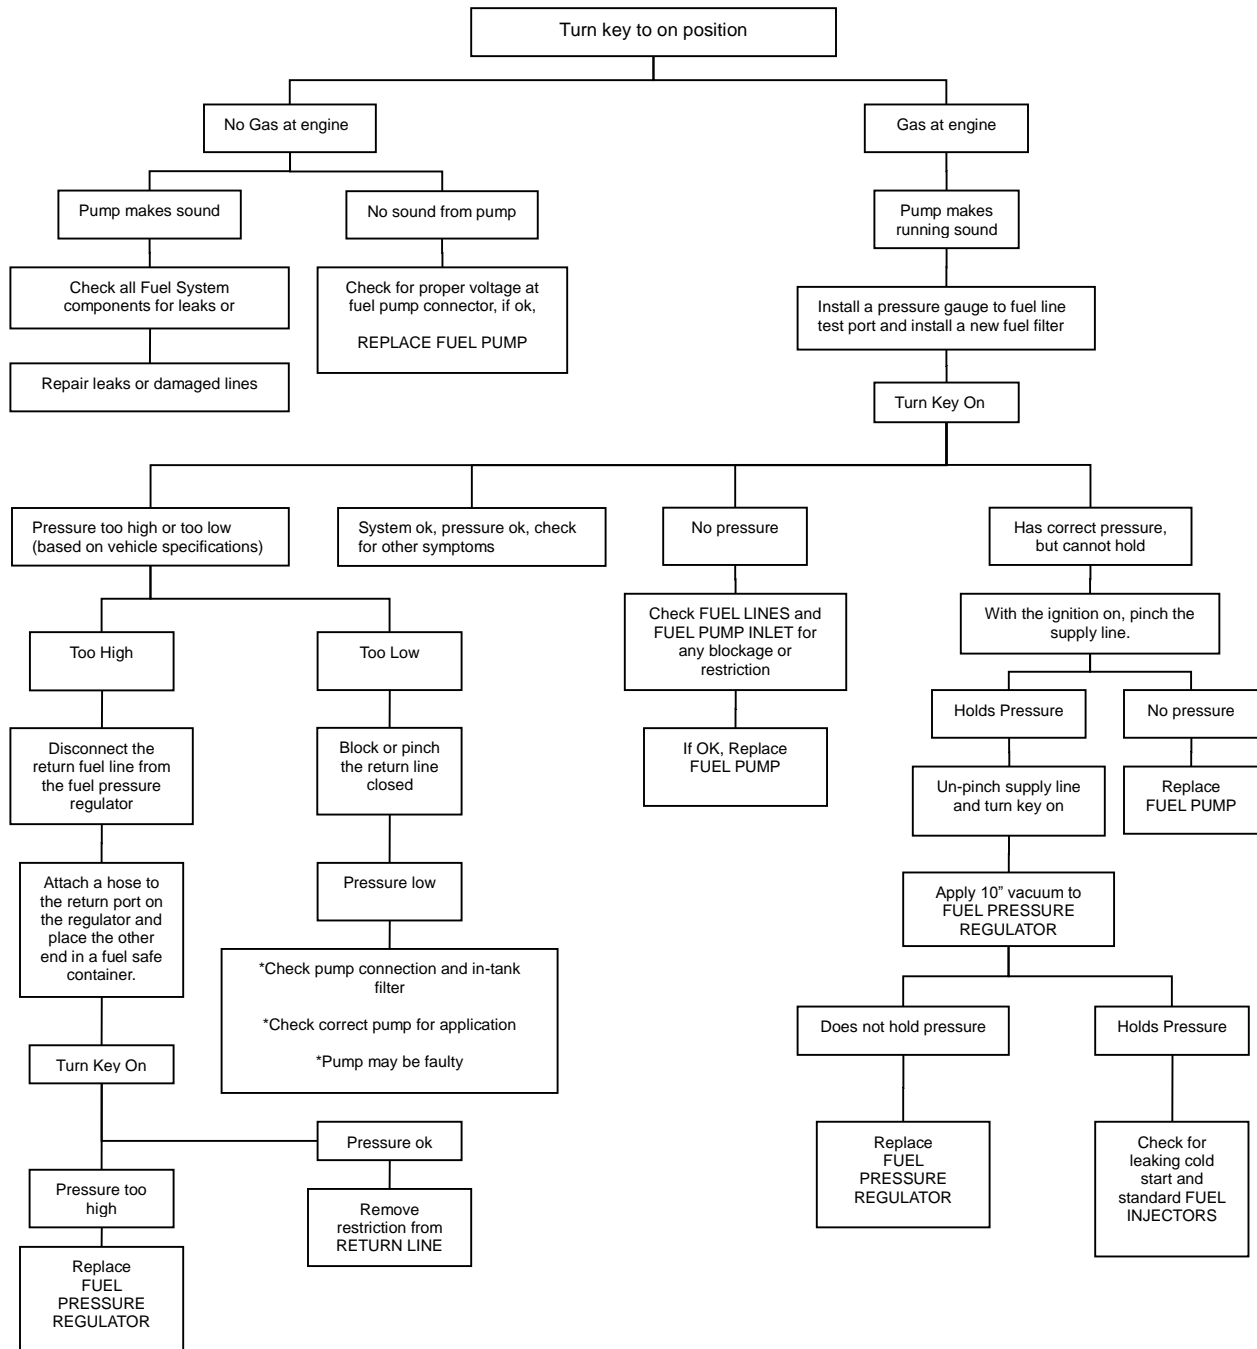 Turn key to on position
No Gas at engine
Gas at engine
Pump makes sound
No sound from pump
Pump makes
running sound
Check all Fuel System
components for leaks or
Check for proper voltage at
fuel pump connector, if ok,
REPLACE FUEL PUMP
Install a pressure gauge to fuel line
test port and install a new fuel filter
Repair leaks or damaged lines
Turn Key On
Pressure too high or too low
(based on vehicle specifications)
System ok, pressure ok, check
for other symptoms
No pressure
Has correct pressure,
but cannot hold
Too High
Too Low
Check FUEL LINES and
FUEL PUMP INLET for
any blockage or
restriction
With the ignition on, pinch the
supply line.
Holds Pressure
No pressure
Disconnect the
return fuel line from
the fuel pressure
regulator
Block or pinch
the return line
closed
If OK, Replace
FUEL PUMP
Un-pinch supply line
and turn key on
Replace
FUEL PUMP
Attach a hose to
the return port on
the regulator and
place the other
end in a fuel safe
container.
Pressure low
Apply 10” vacuum to
FUEL PRESSURE
REGULATOR
*Check pump connection and in-tank
filter
*Check correct pump for application
*Pump may be faulty
Does not hold pressure
Holds Pressure
Turn Key On
Pressure ok
Replace
FUEL
PRESSURE
REGULATOR
Check for
leaking cold
start and
standard FUEL
INJECTORS
Pressure too
high
Remove
restriction from
RETURN LINE
Replace
FUEL
PRESSURE
REGULATOR